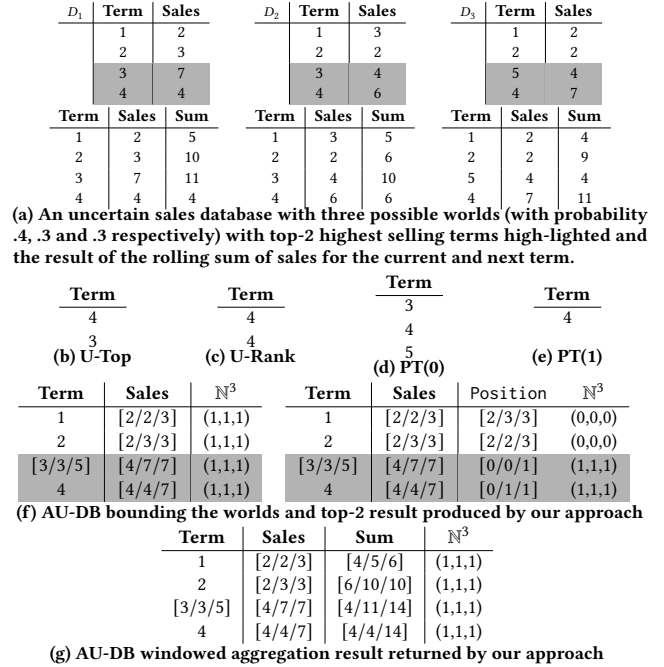 D₁ Term Sales D₂ Term Sales D₃ Term Sales
1 2 1 3 1 2
2 3 2 2 2 2
3 7 3 4 5 4
4 4 4 6 4 7
Term Sales Sum Term Sales Sum Term Sales Sum
1 2 5 1 3 5 1 2 4
2 3 10 2 2 6 2 2 9
3 7 11 3 4 10 5 4 4
4 4 4 4 6 6 4 7 11
(a) An uncertain sales database with three possible worlds (with probability
.4, .3 and .3 respectively) with top-2 highest selling terms high-lighted and
the result of the rolling sum of sales for the current and next term.
Term
4
3
(b) U-Top
Term
4
4
(c) U-Rank
Term
3
4
5
(d) PT(0)
Term
4
(e) PT(1)
Term Sales ℕ³ Term Sales Position ℕ³
1 [2/2/3] (1,1,1) 1 [2/2/3] [2/3/3] (0,0,0)
2 [2/3/3] (1,1,1) 2 [2/3/3] [2/2/3] (0,0,0)
[3/3/5] [4/7/7] (1,1,1) [3/3/5] [4/7/7] [0/0/1] (1,1,1)
4 [4/4/7] (1,1,1) 4 [4/4/7] [0/1/1] (1,1,1)
(f) AU-DB bounding the worlds and top-2 result produced by our approach
Term Sales Sum ℕ³
1 [2/2/3] [4/5/6] (1,1,1)
2 [2/3/3] [6/10/10] (1,1,1)
[3/3/5] [4/7/7] [4/11/14] (1,1,1)
4 [4/4/7] [4/4/14] (1,1,1)
(g) AU-DB windowed aggregation result returned by our approach